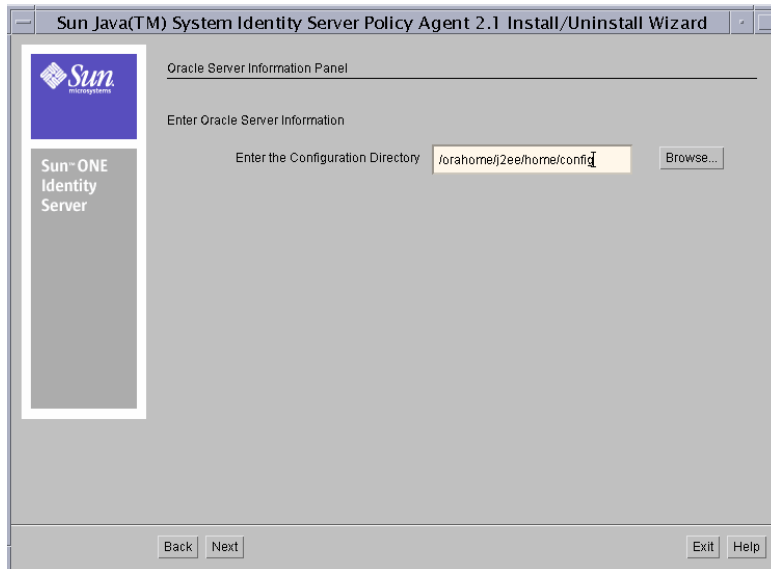 Sun Java(TM) System Identity Server Policy Agent 2.1 Install/Uninstall Wizard
Sun
microsystems
Sun™ ONE
Identity
Server
Oracle Server Information Panel
Enter Oracle Server Information
Enter the Configuration Directory /orahome/j2ee/home/config Browse...
Back Next Exit Help